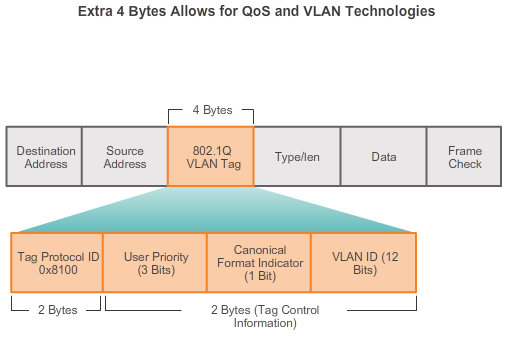 Extra 4 Bytes Allows for QoS and VLAN Technologies
4 Bytes
Destination
Address
Source
Address
802.1Q
VLAN Tag
Type/len
Data
Frame
Check
Tag Protocol ID
0x8100
User Priority
(3 Bits)
Canonical
Format Indicator
(1 Bit)
VLAN ID (12
Bits)
2 Bytes
2 Bytes (Tag Control
Information)